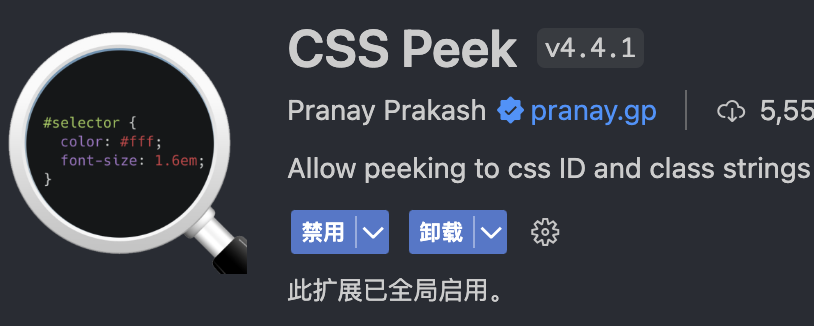 #selector {
color: #fff;
font-size: 1.6em;
}
CSS Peek v4.4.1
Pranay Prakash pranay.gp 5,55
Allow peeking to css ID and class strings
禁用 卸载
此扩展已全局启用。